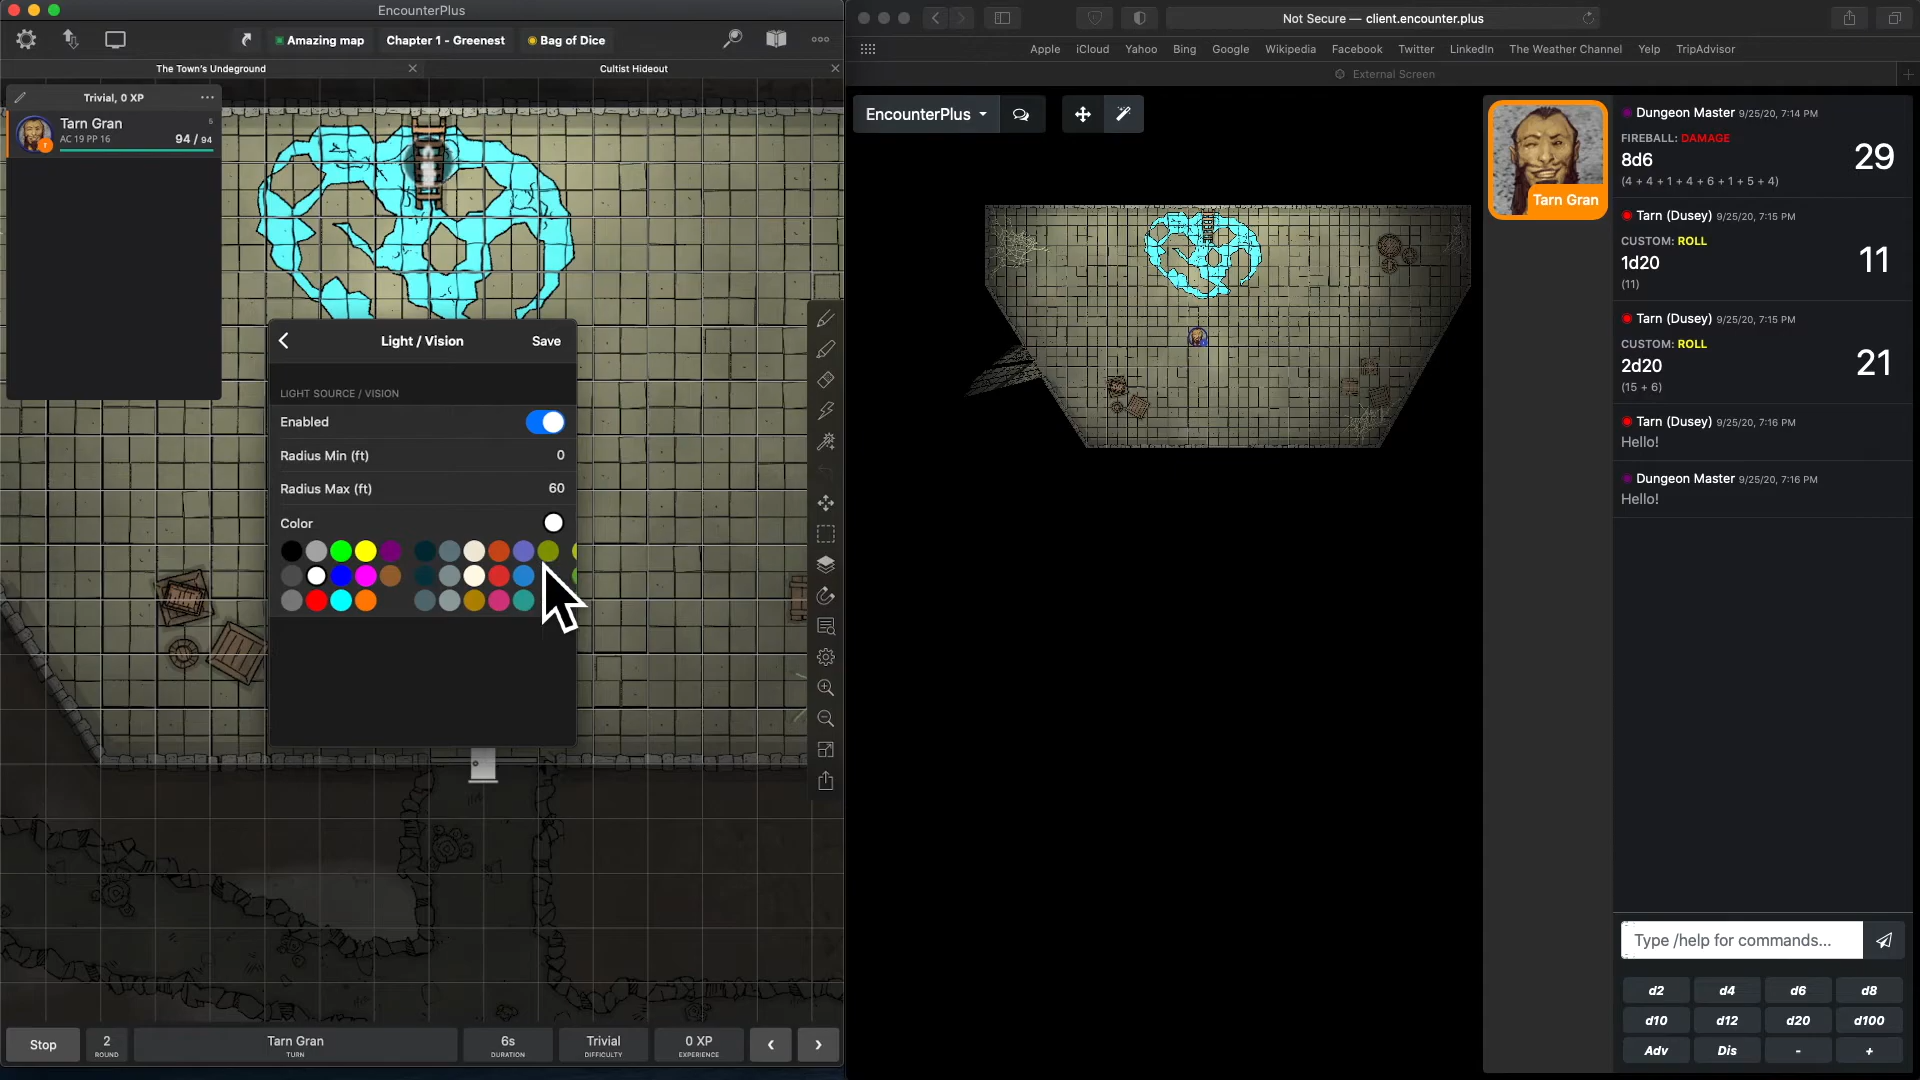 EncounterPlus
Amazing map
Chapter 1 - Greenest
Bag of Dice
The Town's Undeground
Cultist Hideout
Trivial, 0 XP
Tarn Gran
5
AC 19 PP 16
94 / 94
Light / Vision
Save
LIGHT SOURCE / VISION
Enabled
Radius Min (ft)
0
Radius Max (ft)
60
Color
Stop
2
ROUND
Tarn Gran
TURN
6s
DURATION
Trivial
DIFFICULTY
0 XP
EXPERIENCE
Not Secure — client.encounter.plus
Apple
iCloud
Yahoo
Bing
Google
Wikipedia
Facebook
Twitter
LinkedIn
The Weather Channel
Yelp
TripAdvisor
External Screen
EncounterPlus
Tarn Gran
Dungeon Master 9/25/20, 7:14 PM
FIREBALL: DAMAGE
8d6
29
(4 + 4 + 1 + 4 + 6 + 1 + 5 + 4)
Tarn (Dusey) 9/25/20, 7:15 PM
CUSTOM: ROLL
1d20
11
(11)
Tarn (Dusey) 9/25/20, 7:15 PM
CUSTOM: ROLL
2d20
21
(15 + 6)
Tarn (Dusey) 9/25/20, 7:16 PM
Hello!
Dungeon Master 9/25/20, 7:16 PM
Hello!
Type /help for commands...
d2
d4
d6
d8
d10
d12
d20
d100
Adv
Dis
-
+